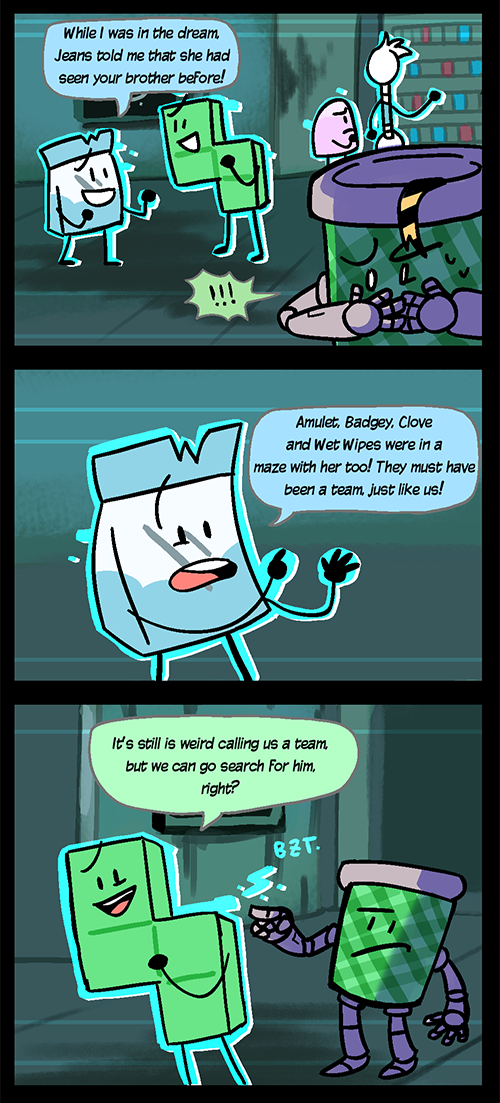 While I was in the dream,
Jeans told me that she had
seen your brother before!
!!!
Amulet, Badgey, Clove
and Wet Wipes were in a
maze with her too! They must have
been a team, just like us!
It's still is weird calling us a team,
but we can go search for him,
right?
BZT.